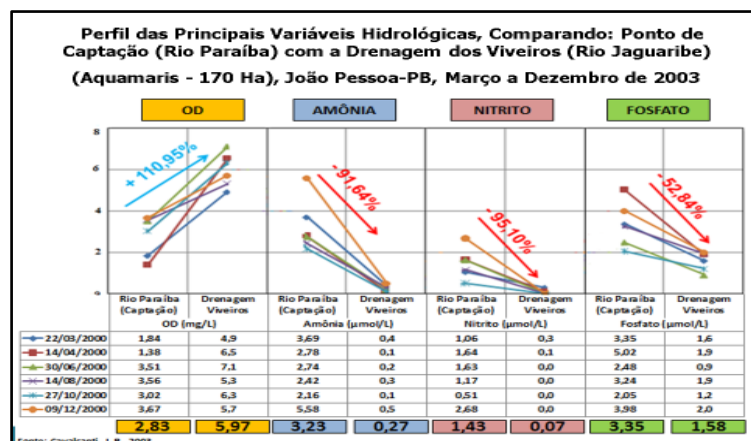 Perfil das Principais Variáveis Hidrológicas, Comparando: Ponto de
Captação (Rio Paraíba) com a Drenagem dos Viveiros (Rio Jaguaribe)
(Aquamaris - 170 Ha), João Pessoa-PB, Março a Dezembro de 2003
OD AMÔNIA NITRITO FOSFATO
8
6
4
2
0
+ 110,95%
- 91,64%
- 95,10%
- 52,84%
Rio Paraíba Drenagem Rio Paraíba Drenagem Rio Paraíba Drenagem Rio Paraíba Drenagem
(Captação) Viveiros (Captação) Viveiros (Captação) Viveiros (Captação) Viveiros
OD (mg/L) Amônia (µmol/L) Nitrito (µmol/L) Fosfato (µmol/L)
22/03/2000 1,84 4,9 3,69 0,4 1,06 0,3 3,35 1,6
14/04/2000 1,38 6,5 2,78 0,1 1,64 0,1 5,02 1,9
30/06/2000 3,51 7,1 2,74 0,2 1,63 0,0 2,48 0,9
14/08/2000 3,56 5,3 2,42 0,3 1,17 0,0 3,24 1,9
27/10/2000 3,02 6,3 2,16 0,1 0,51 0,0 2,05 1,2
09/12/2000 3,67 5,7 5,58 0,5 2,68 0,0 3,98 2,0
2,83 5,97 3,23 0,27 1,43 0,07 3,35 1,58
Fonte: Cavalcanti, L.B., 2003